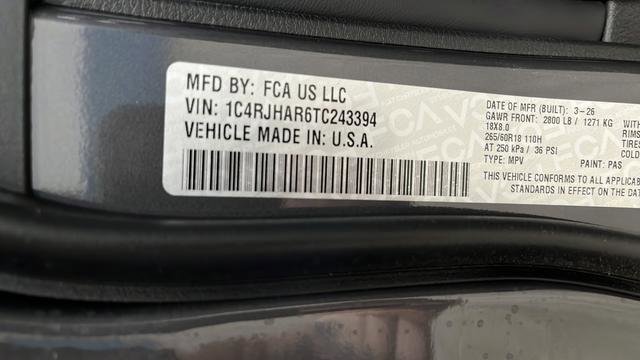 MFD BY: FCA US LLC
VIN: 1C4RJHAR6TC243394
VEHICLE MADE IN: U.S.A.
DATE OF MFR (BUILT): 3-26
GAWR FRONT: 2800 LB / 1271 KG WITH
18X8.0 RIMS
265/60R18 110H TIRES
AT 250 kPa / 36 PSI COLD
TYPE: MPV PAINT: PAS
THIS VEHICLE CONFORMS TO ALL
STANDARDS IN EFFECT ON THE